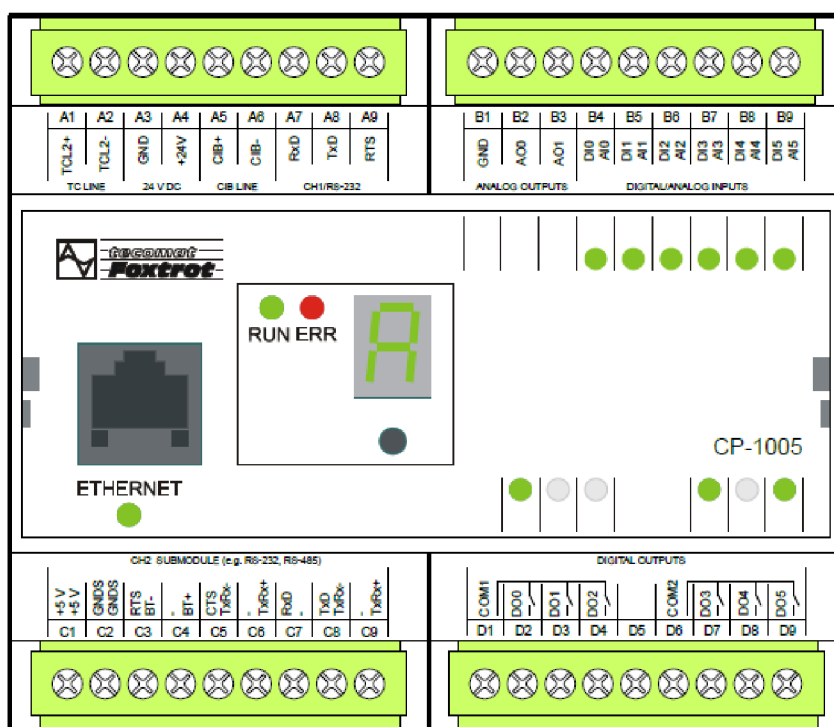 A1 A2 A3 A4 A5 A6 A7 A8 A9
TCL2+ TCL2- GND +24V CIB+ CIB- RxD TxD RTS
TC LINE 24 V DC CIB LINE CH1/RS-232
B1 B2 B3 B4 B5 B6 B7 B8 B9
GND AO0 AO1 DI0 AI0 DI1 AI1 DI2 AI2 DI3 AI3 DI4 AI4 DI5 AI5
ANALOG OUTPUTS DIGITAL/ANALOG INPUTS
tecomat
Foxtrot
RUN ERR
A
ETHERNET
CP-1005
CH2 SUBMODULE (e.g. RS-232, RS-485)
+5 V +5 V GNDS GNDS RTS BT- - BT+ CTS TxRx- - TxRx+ RxD - TxD TxRx- - TxRx+
C1 C2 C3 C4 C5 C6 C7 C8 C9
DIGITAL OUTPUTS
COM1 DO0 DO1 DO2 COM2 DO3 DO4 DO5
D1 D2 D3 D4 D5 D6 D7 D8 D9